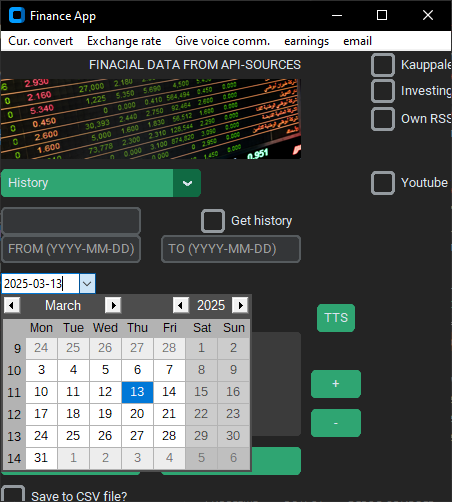 Finance App
Cur. convert Exchange rate Give voice comm. earnings email
FINACIAL DATA FROM API-SOURCES
Kauppale
Investing
Own RSS
History
Youtube
Get history
FROM (YYYY-MM-DD) TO (YYYY-MM-DD)
2025-03-13
March 2025
Mon Tue Wed Thu Fri Sat Sun
9 24 25 26 27 28 1 2
10 3 4 5 6 7 8 9
11 10 11 12 13 14 15 16
12 17 18 19 20 21 22 23
13 24 25 26 27 28 29 30
14 31 1 2 3 4 5 6
TTS
+
-
Save to CSV file?